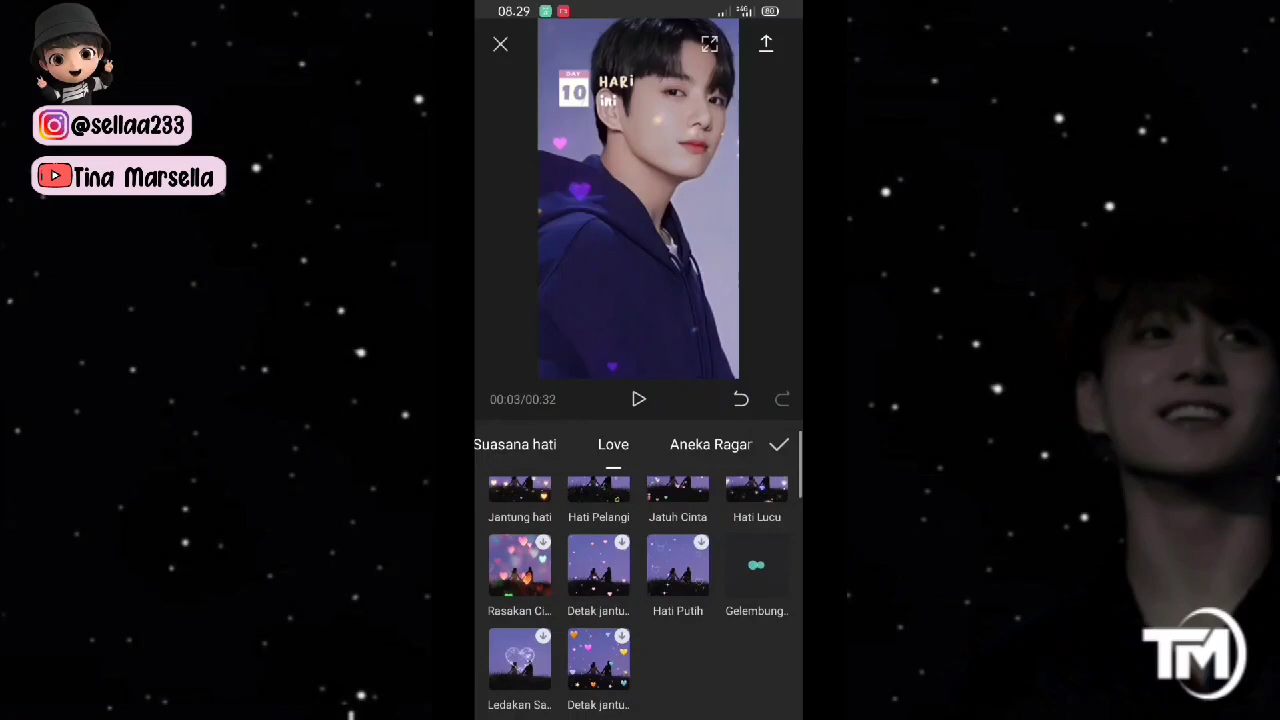 @sellaa233
Tina Marsella
08.29
80
DAY
10
HARi
ini
00:03/00:32
Suasana hati
Love
Aneka Ragar
Jantung hati
Hati Pelangi
Jatuh Cinta
Hati Lucu
Rasakan Ci...
Detak jantu..
Hati Putih
Gelembung..
Ledakan Sa..
Detak jantu..
TM